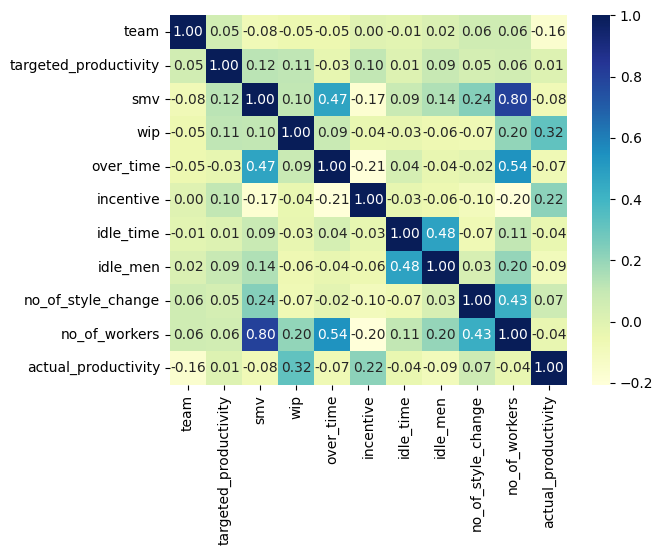 team 1.00 0.05 -0.08 -0.05 -0.05 0.00 -0.01 0.02 0.06 0.06 -0.16
targeted_productivity 0.05 1.00 0.12 0.11 -0.03 0.10 0.01 0.09 0.05 0.06 0.01
smv -0.08 0.12 1.00 0.10 0.47 -0.17 0.09 0.14 0.24 0.80 -0.08
wip -0.05 0.11 0.10 1.00 0.09 -0.04 -0.03 -0.06 -0.07 0.20 0.32
over_time -0.05 -0.03 0.47 0.09 1.00 -0.21 0.04 -0.04 -0.02 0.54 -0.07
incentive 0.00 0.10 -0.17 -0.04 -0.21 1.00 -0.03 -0.06 -0.10 -0.20 0.22
idle_time -0.01 0.01 0.09 -0.03 0.04 -0.03 1.00 0.48 -0.07 0.11 -0.04
idle_men 0.02 0.09 0.14 -0.06 -0.04 -0.06 0.48 1.00 0.03 0.20 -0.09
no_of_style_change 0.06 0.05 0.24 -0.07 -0.02 -0.10 -0.07 0.03 1.00 0.43 0.07
no_of_workers 0.06 0.06 0.80 0.20 0.54 -0.20 0.11 0.20 0.43 1.00 -0.04
actual_productivity -0.16 0.01 -0.08 0.32 -0.07 0.22 -0.04 -0.09 0.07 -0.04 1.00
team
targeted_productivity
smv
wip
over_time
incentive
idle_time
idle_men
no_of_style_change
no_of_workers
actual_productivity
1.0
0.8
0.6
0.4
0.2
0.0
−0.2